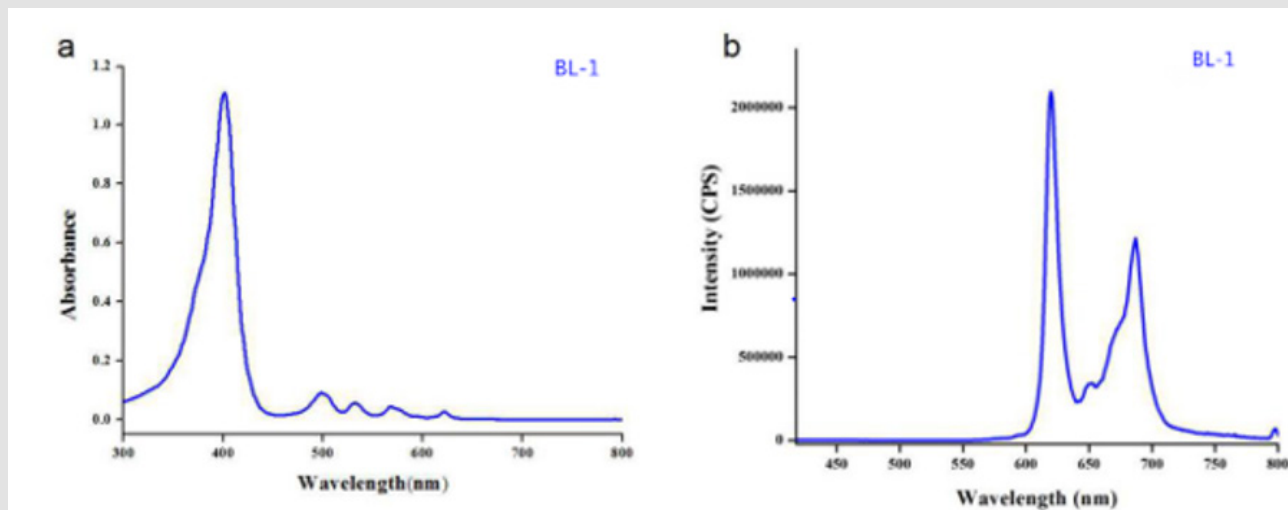 a
BL-1
1.2
1.0
0.8
0.6
0.4
0.2
0.0
Absorbance
300 400 500 600 700 800
Wavelength(nm)
b
BL-1
2000000
1500000
1000000
500000
0
Intensity (CPS)
450 500 550 600 650 700 750 800
Wavelength (nm)